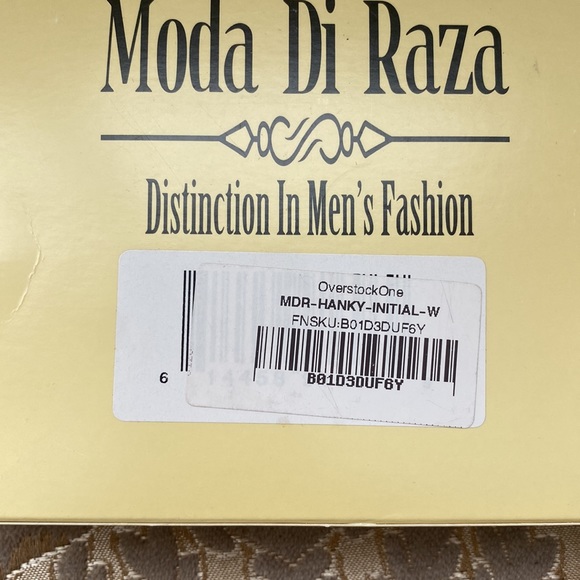 Moda Di Raza
Distinction In Men's Fashion
OverstockOne
MDR-HANKY-INITIAL-W
FNSKU:B01D3DUF6Y
B01D3DUF6Y
6